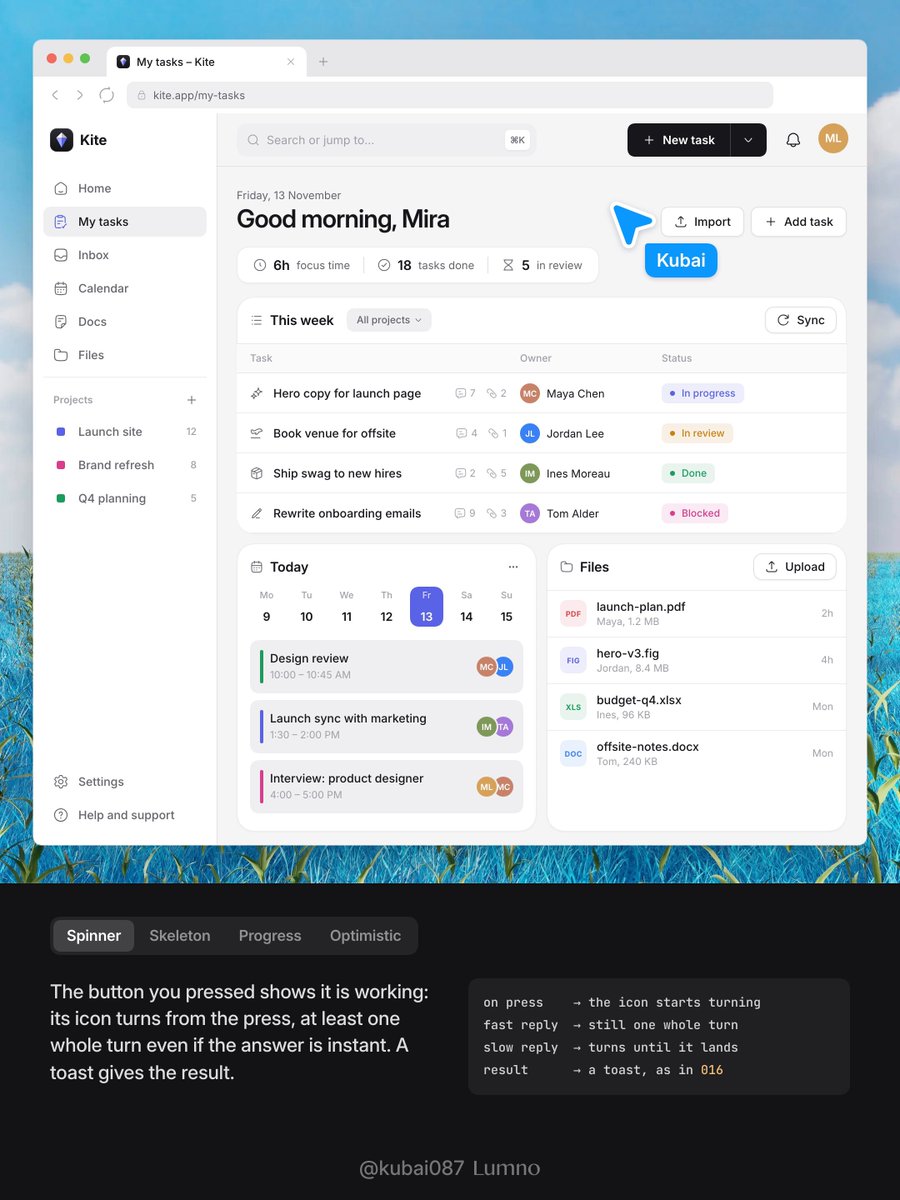 My tasks – Kite
kite.app/my-tasks
Kite
Search or jump to...
⌘K
New task
ML
Home
My tasks
Inbox
Calendar
Docs
Files
Projects
Launch site 12
Brand refresh 8
Q4 planning 5
Settings
Help and support
Friday, 13 November
Good morning, Mira
Import
Add task
Kubai
6h focus time
18 tasks done
5 in review
This week
All projects
Sync
Task Owner Status
Hero copy for launch page 7 2 MC Maya Chen In progress
Book venue for offsite 4 1 JL Jordan Lee In review
Ship swag to new hires 2 5 IM Ines Moreau Done
Rewrite onboarding emails 9 3 TA Tom Alder Blocked
Today
Mo Tu We Th Fr Sa Su
9 10 11 12 13 14 15
Design review
10:00 – 10:45 AM
MC JL
Launch sync with marketing
1:30 – 2:00 PM
IM TA
Interview: product designer
4:00 – 5:00 PM
ML MC
Files
Upload
PDF
launch-plan.pdf
Maya, 1.2 MB
2h
FIG
hero-v3.fig
Jordan, 8.4 MB
4h
XLS
budget-q4.xlsx
Ines, 96 KB
Mon
DOC
offsite-notes.docx
Tom, 240 KB
Mon
Spinner Skeleton Progress Optimistic
The button you pressed shows it is working:
its icon turns from the press, at least one
whole turn even if the answer is instant. A
toast gives the result.
on press → the icon starts turning
fast reply → still one whole turn
slow reply → turns until it lands
result → a toast, as in 016
@kubai087 Lumno